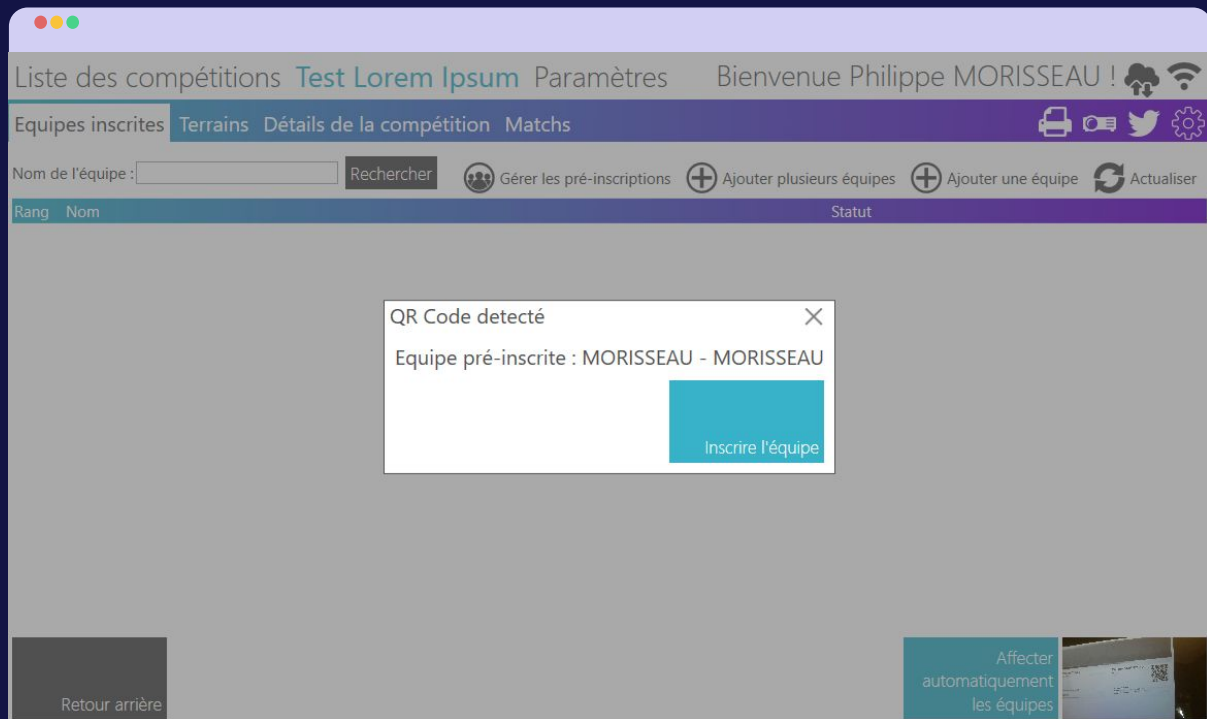 Liste des compétitions Test Lorem Ipsum Paramètres Bienvenue Philippe MORISSEAU !
Equipes inscrites Terrains Détails de la compétition Matchs
Nom de l'équipe : Rechercher Gérer les pré-inscriptions Ajouter plusieurs équipes Ajouter une équipe Actualiser
Rang Nom Statut
QR Code detecté
Equipe pré-inscrite : MORISSEAU - MORISSEAU
Inscrire l'équipe
Retour arrière
Affecter
automatiquement
les équipes